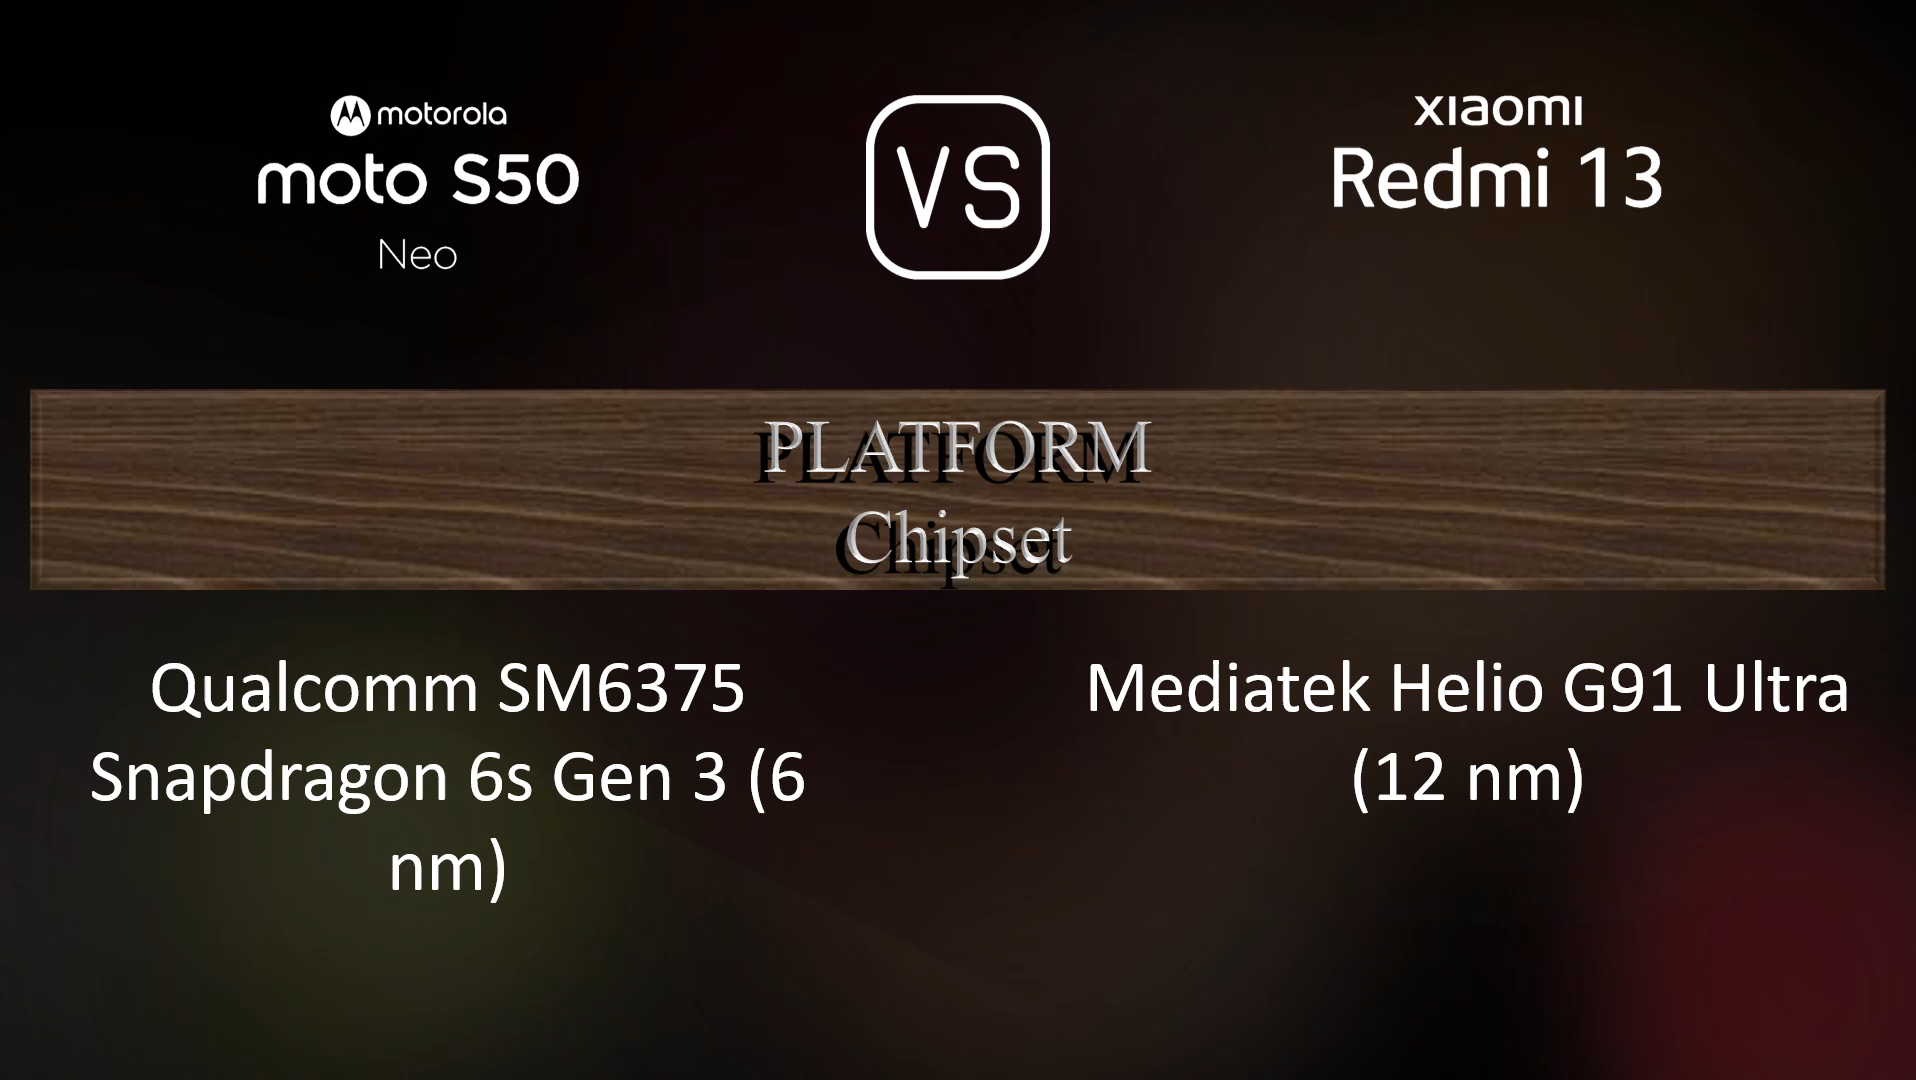 motorola
moto S50
Neo
VS
xiaomi
Redmi 13
PLATFORM
Chipset
Qualcomm SM6375
Snapdragon 6s Gen 3 (6
nm)
Mediatek Helio G91 Ultra
(12 nm)